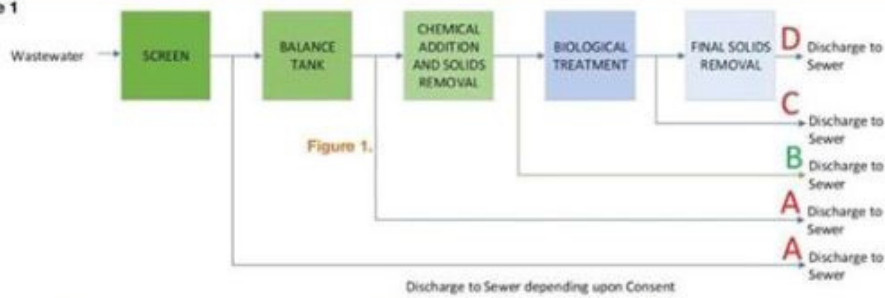 e 1
Wastewater
SCREEN
BALANCE
TANK
CHEMICAL
ADDITION
AND SOLIDS
REMOVAL
BIOLOGICAL
TREATMENT
FINAL SOLIDS
REMOVAL
D
Discharge to
Sewer
C
Discharge to
Sewer
Figure 1.
B
Discharge to
Sewer
A
Discharge to
Sewer
A
Discharge to
Sewer
Discharge to Sewer depending upon Consent